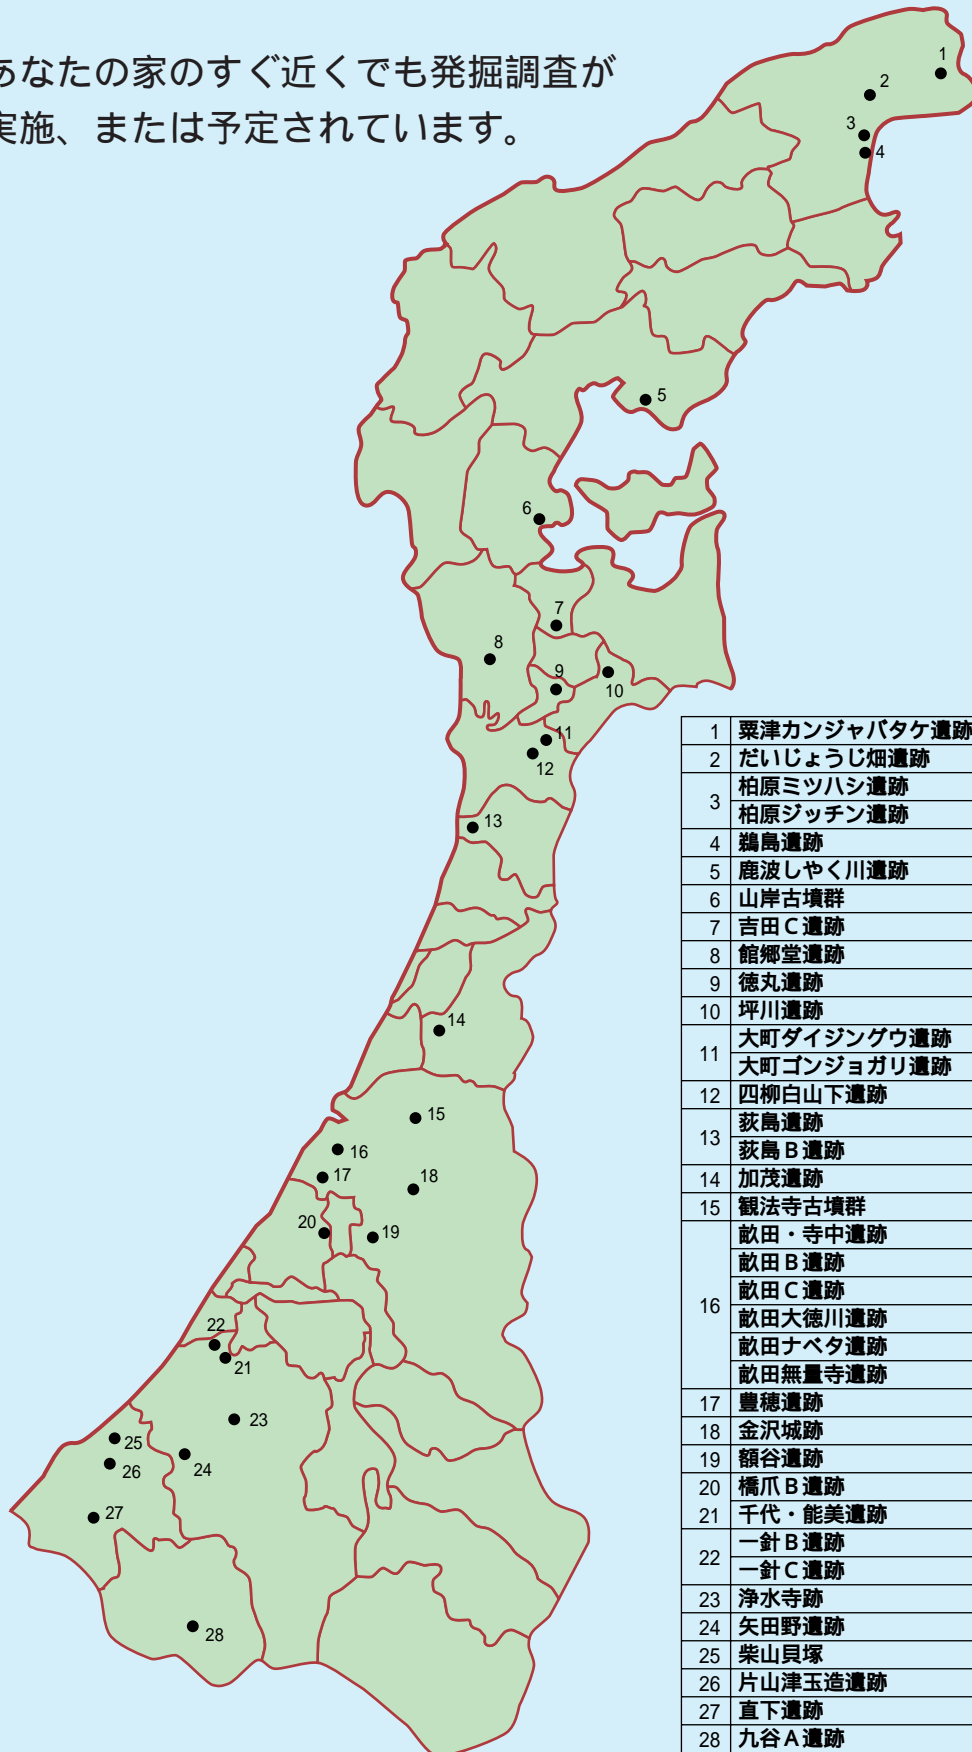 あなたの家のすぐ近くでも発掘調査が
実施、または予定されています。
1
2
3
4
5
6
7
8
9
10
11
12
13
14
15
16
17
18
19
20
21
22
23
24
25
26
27
28
1 粟津カンジャバタケ遺跡
2 だいじょうじ畑遺跡
3 柏原ミツハシ遺跡
柏原ジッチン遺跡
4 鵜島遺跡
5 鹿波しやく川遺跡
6 山岸古墳群
7 吉田C遺跡
8 館郷堂遺跡
9 徳丸遺跡
10 坪川遺跡
11 大町ダイジングウ遺跡
大町ゴンジョガリ遺跡
12 四柳白山下遺跡
13 荻島遺跡
荻島B遺跡
14 加茂遺跡
15 観法寺古墳群
16 畝田・寺中遺跡
畝田B遺跡
畝田C遺跡
畝田大徳川遺跡
畝田ナベタ遺跡
畝田無量寺遺跡
17 豊穂遺跡
18 金沢城跡
19 額谷遺跡
20 橋爪B遺跡
21 千代・能美遺跡
22 一針B遺跡
一針C遺跡
23 浄水寺跡
24 矢田野遺跡
25 柴山貝塚
26 片山津玉造遺跡
27 直下遺跡
28 九谷A遺跡